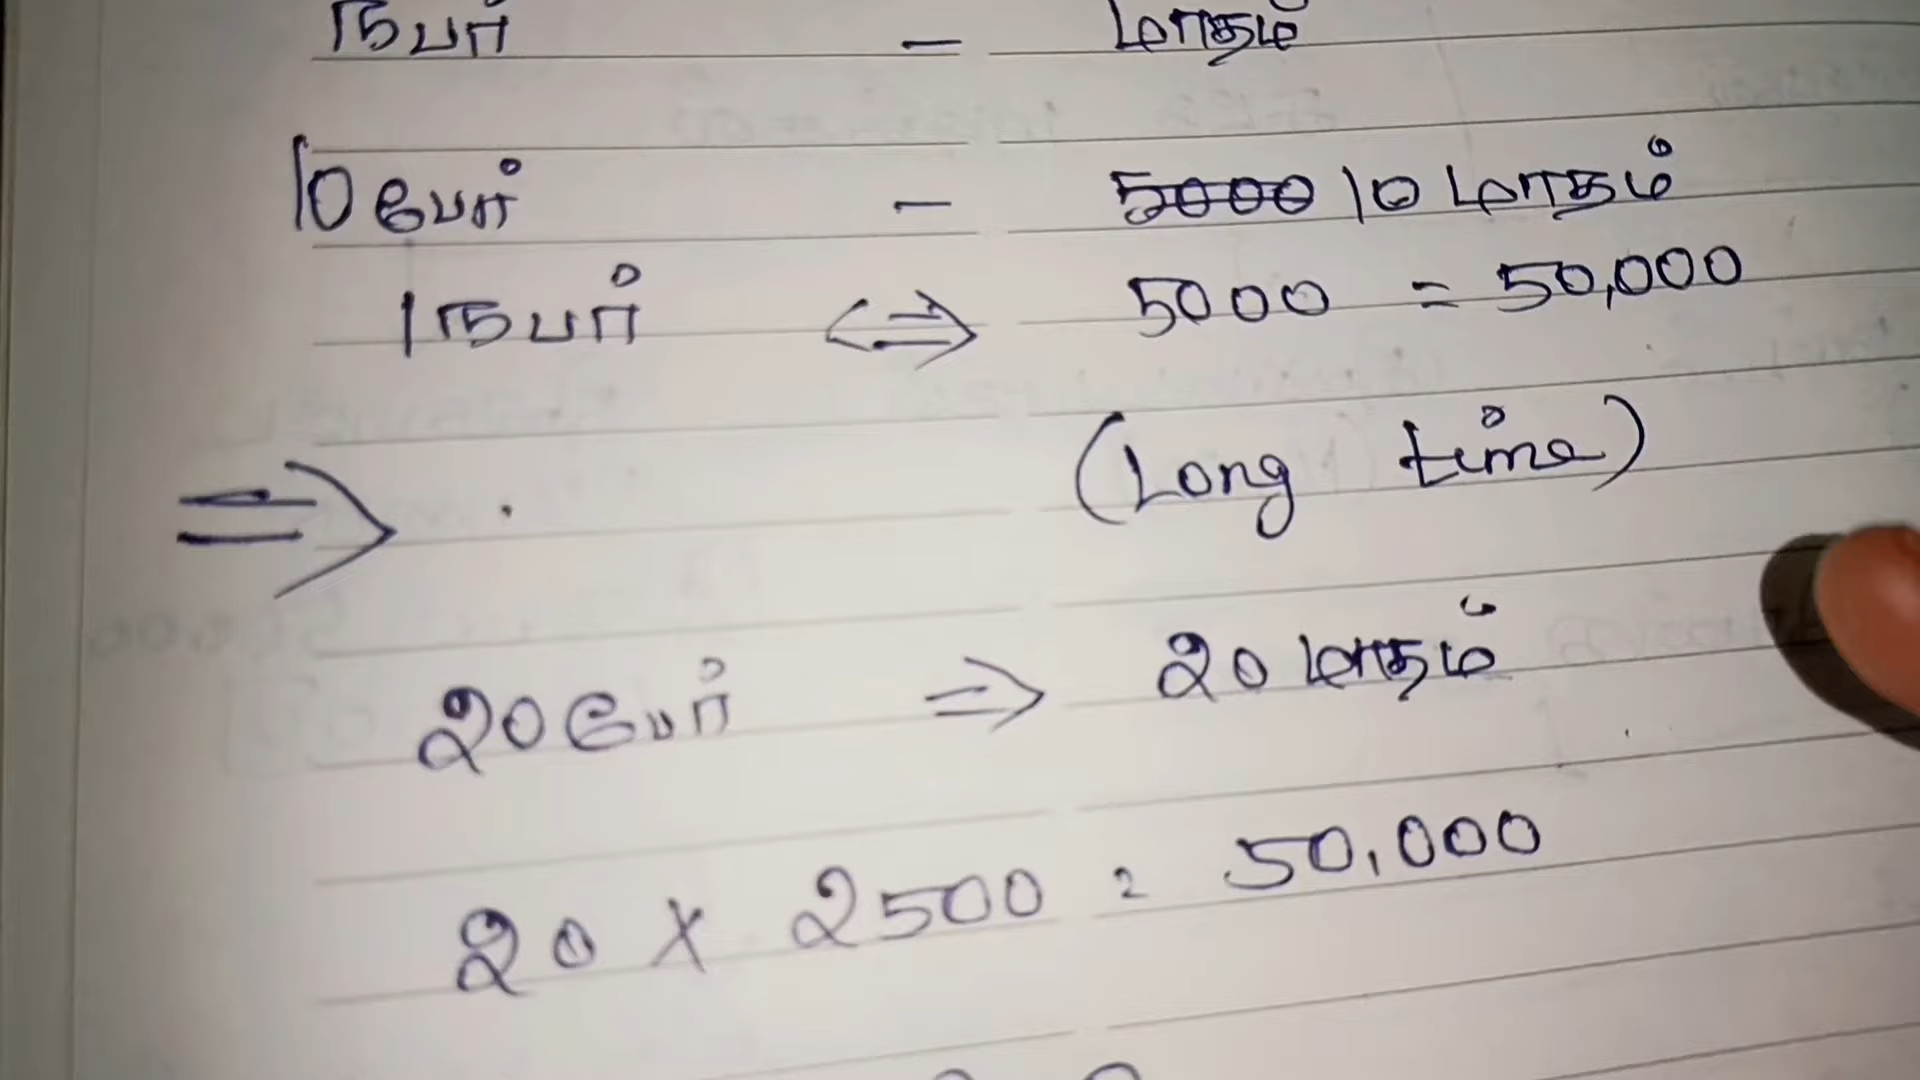 நபர் - மாதம்
10 பேர் - 5000 10 மாதம்
1 நபர் ⇔ 5000 = 50,000
(Long time)
⇒
20 பேர் ⇒ 20 மாதம்
20 x 2500 = 50,000